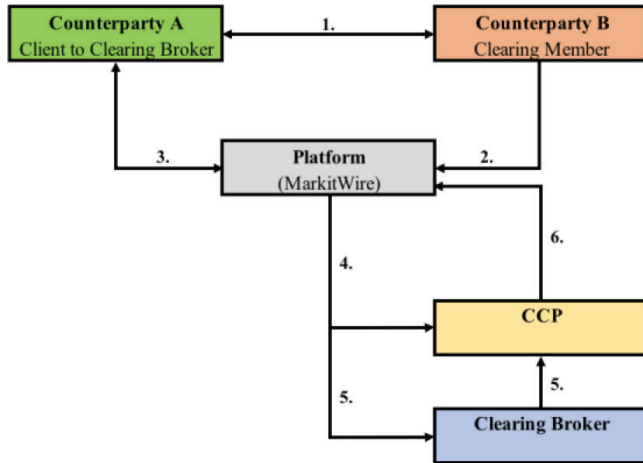 Counterparty A
Client to Clearing Broker
1.
Counterparty B
Clearing Member
3.
Platform
(MarkitWire)
2.
4.
6.
CCP
5.
5.
Clearing Broker